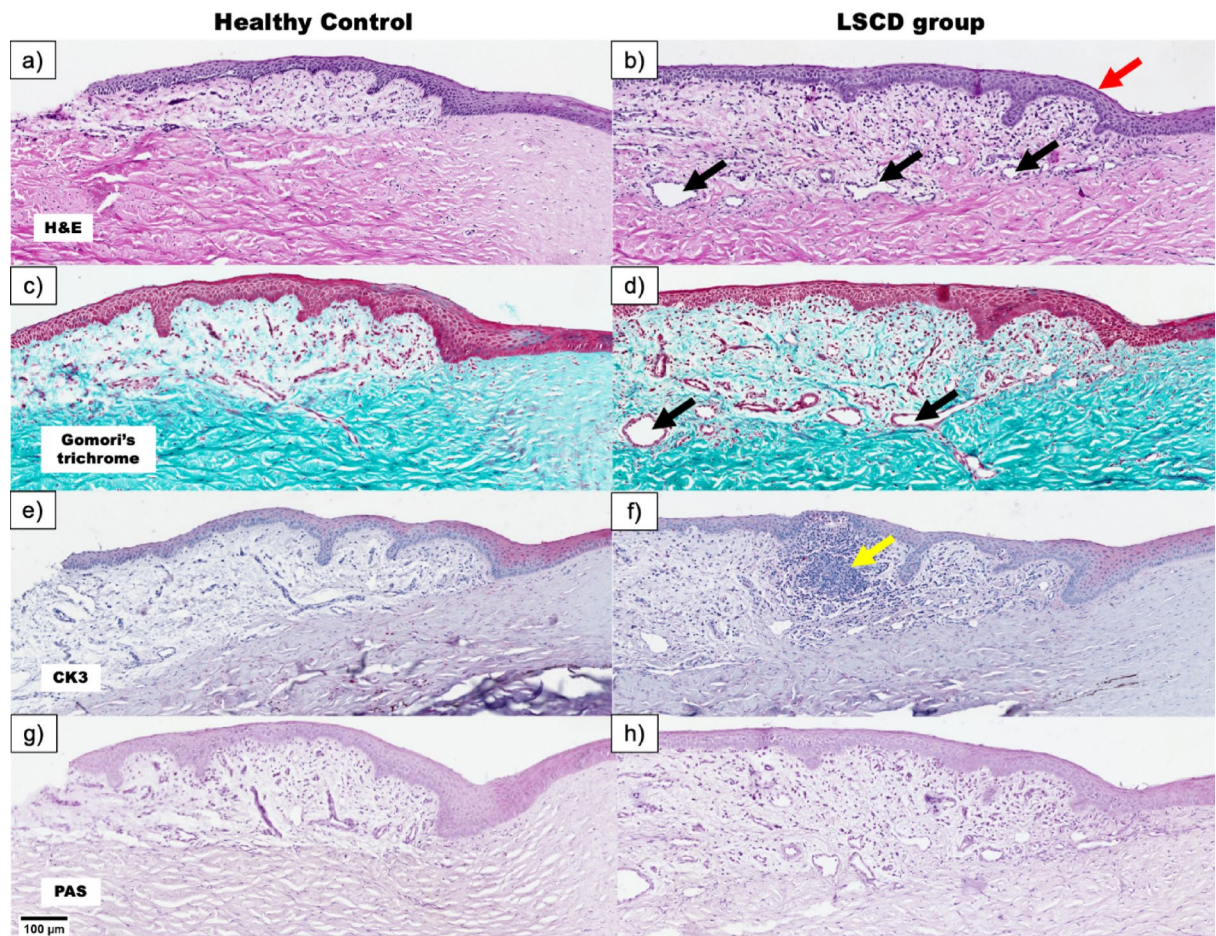 Healthy Control
LSCD group
a)
b)
H&E
c)
d)
Gomori's
trichrome
e)
f)
CK3
g)
h)
PAS
100 µm